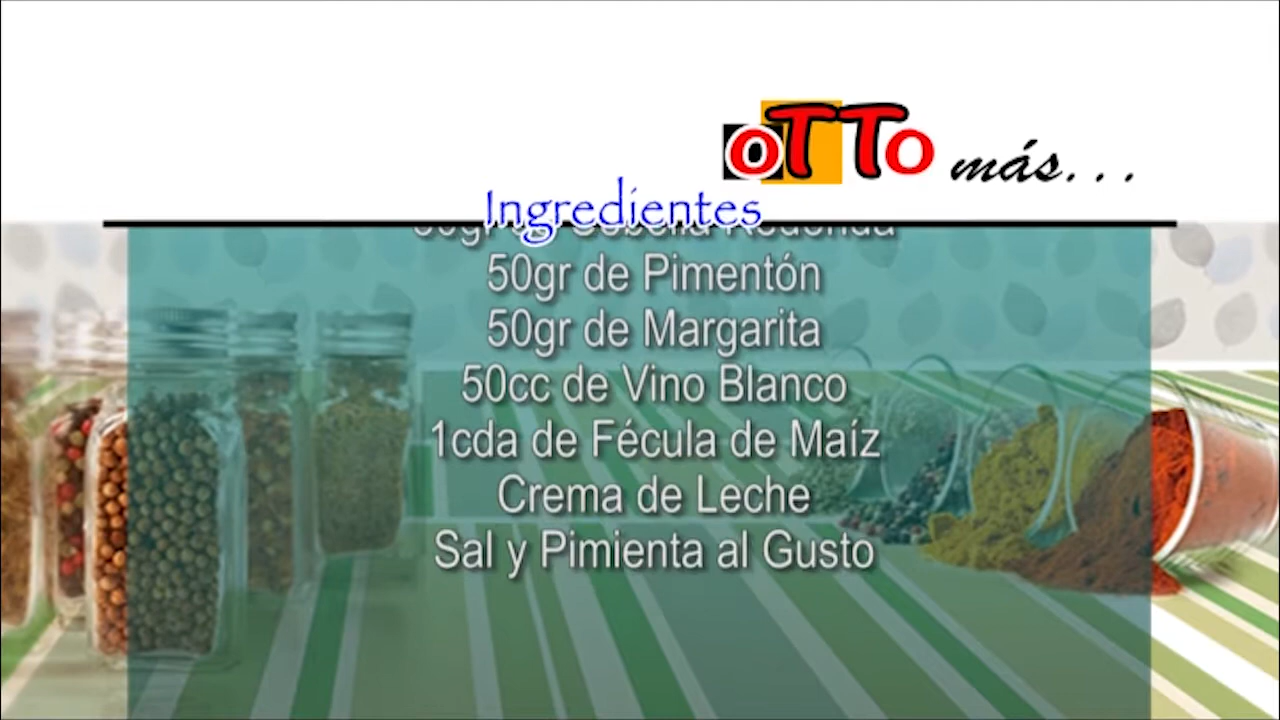 oTTo más...
Ingredientes
50gr de Pimentón
50gr de Margarita
50cc de Vino Blanco
1cda de Fécula de Maíz
Crema de Leche
Sal y Pimienta al Gusto